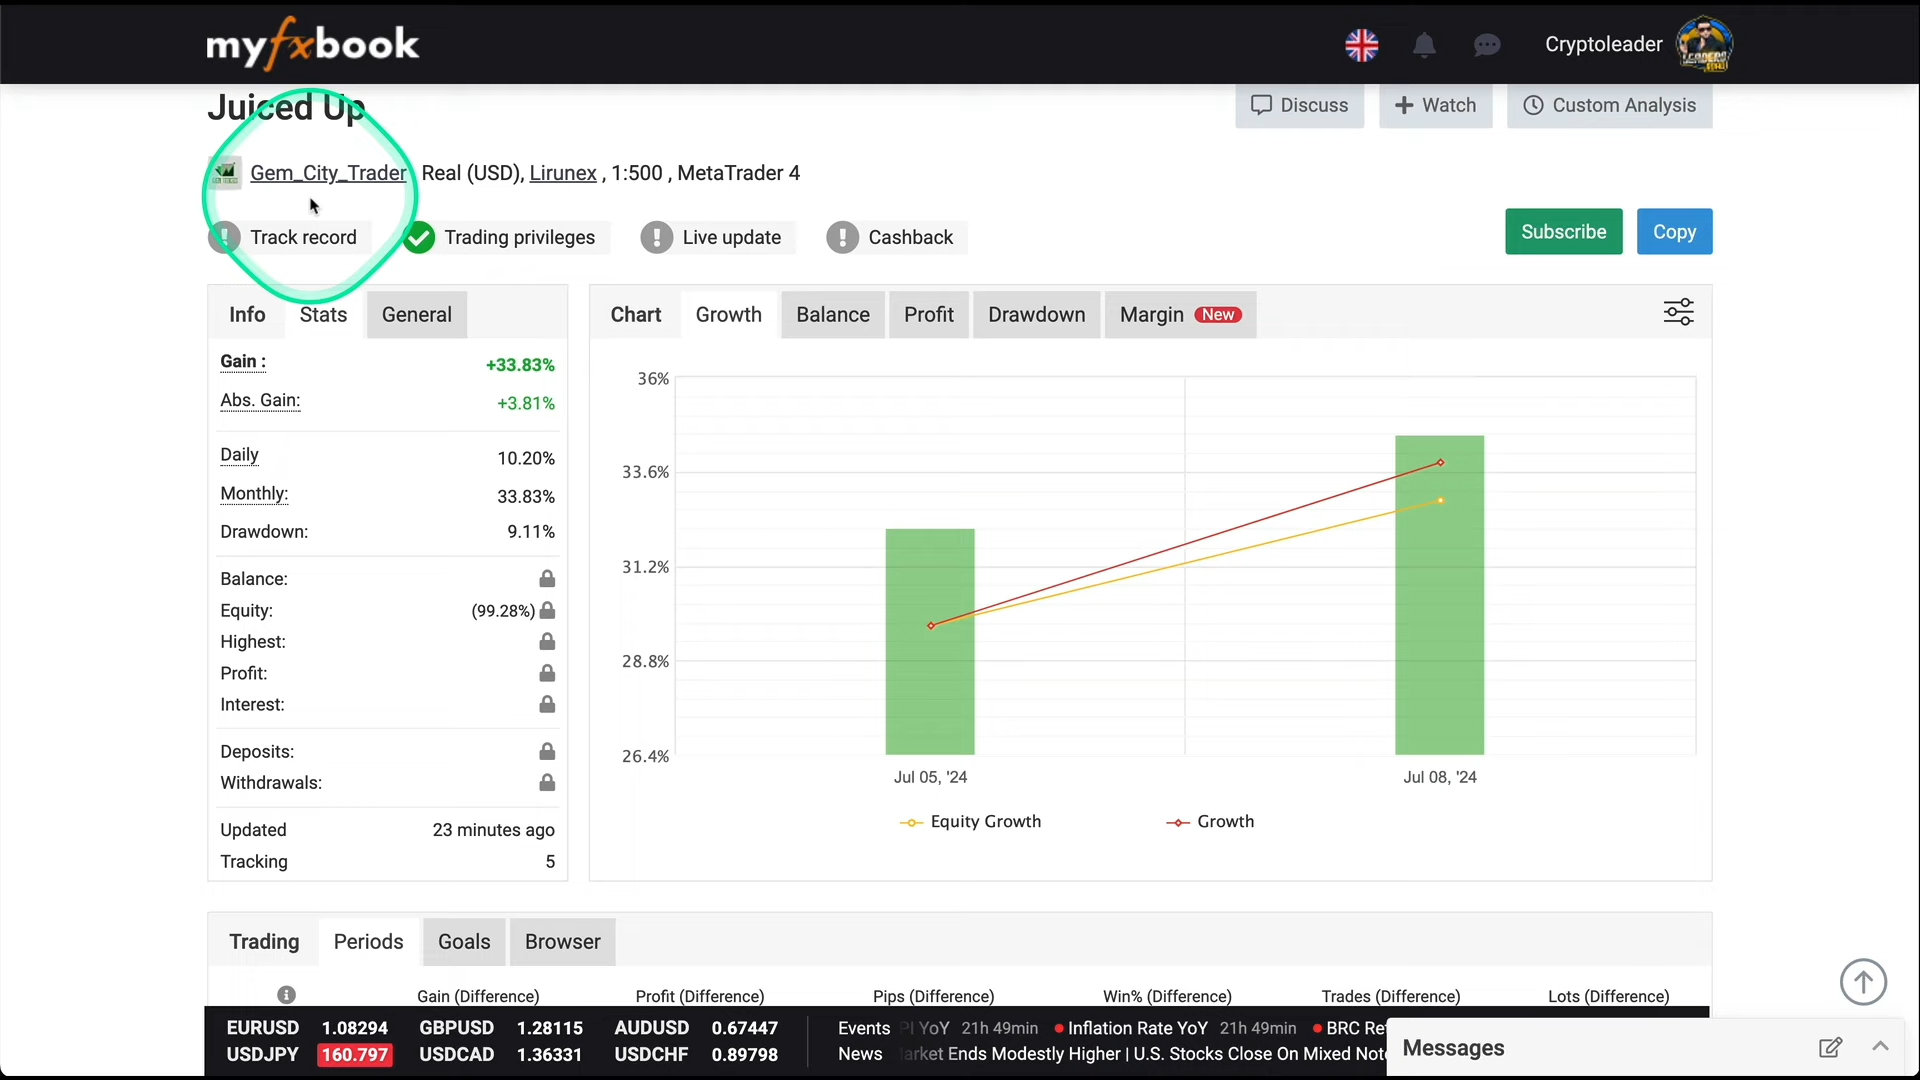 myfxbook
Cryptoleader
Juiced Up
Discuss
Watch
Custom Analysis
Gem_City_Trader Real (USD), Lirunex , 1:500 , MetaTrader 4
Track record
Trading privileges
Live update
Cashback
Subscribe
Copy
Info Stats General
Gain : +33.83%
Abs. Gain: +3.81%
Daily 10.20%
Monthly: 33.83%
Drawdown: 9.11%
Balance:
Equity: (99.28%)
Highest:
Profit:
Interest:
Deposits:
Withdrawals:
Updated 23 minutes ago
Tracking 5
Chart Growth Balance Profit Drawdown Margin New
36%
33.6%
31.2%
28.8%
26.4%
Jul 05, '24 Jul 08, '24
Equity Growth Growth
Trading Periods Goals Browser
Gain (Difference) Profit (Difference) Pips (Difference) Win% (Difference) Trades (Difference) Lots (Difference)
EURUSD 1.08294 GBPUSD 1.28115 AUDUSD 0.67447
USDJPY 160.797 USDCAD 1.36331 USDCHF 0.89798
Events YoY 21h 49min Inflation Rate YoY 21h 49min BRC
News Ends Modestly Higher | U.S. Stocks Close On Mixed
Messages